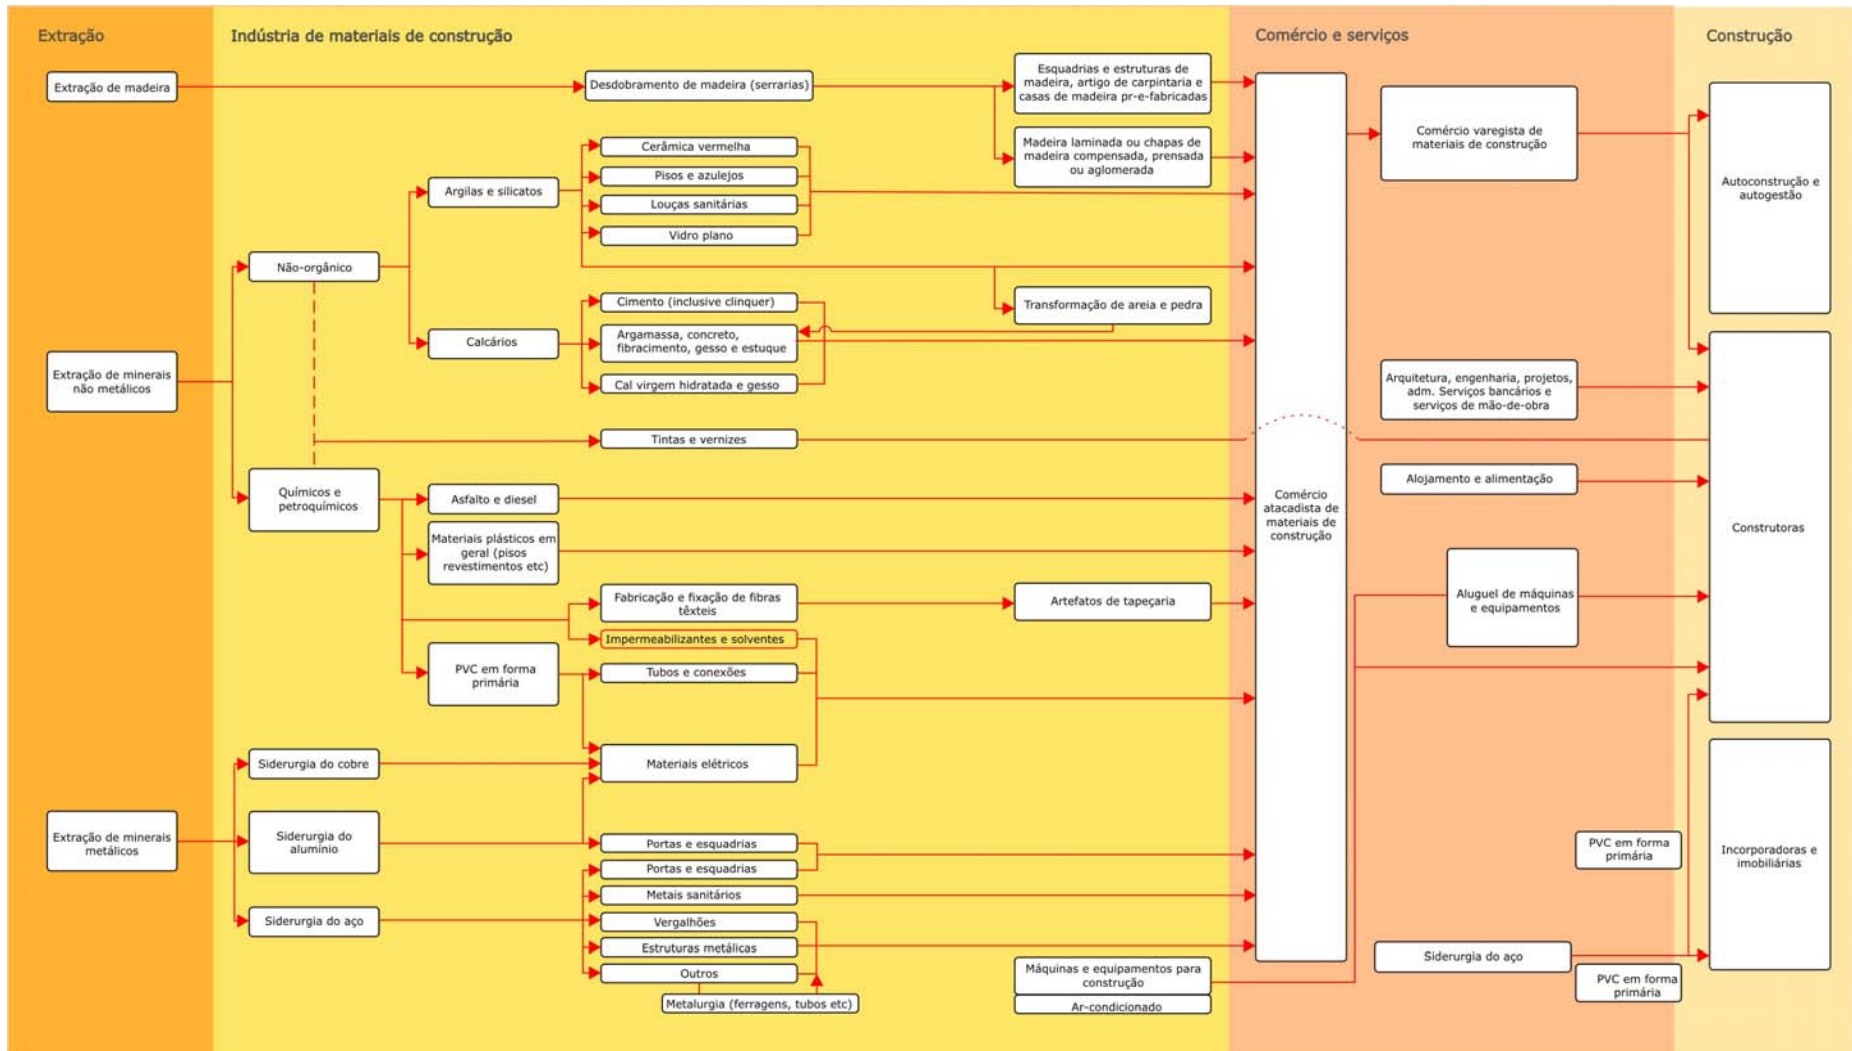 Extração
Indústria de materiais de construção
Comércio e serviços
Construção
Extração de madeira
Desdobramento de madeira (serrarias)
Esquadrias e estruturas de
madeira, artigo de carpintaria e
casas de madeira pr-e-fabricadas
Madeira laminada ou chapas de
madeira compensada, prensada
ou aglomerada
Comércio varegista de
materiais de construção
Autoconstrução e
autogestão
Cerâmica vermelha
Pisos e azulejos
Argilas e silicatos
Louças sanitárias
Vidro plano
Não-orgânico
Cimento (inclusive clinquer)
Transformação de areia e pedra
Calcários
Argamassa, concreto,
fibracimento, gesso e estuque
Cal virgem hidratada e gesso
Extração de minerais
não metálicos
Arquitetura, engenharia, projetos,
adm. Serviços bancários e
serviços de mão-de-obra
Tintas e vernizes
Químicos e
petroquímicos
Asfalto e diesel
Alojamento e alimentação
Comércio
atacadista de
materiais de
construção
Construtoras
Materiais plásticos em
geral (pisos
revestimentos etc)
Fabricação e fixação de fibras
têxteis
Artefatos de tapeçaria
Aluguel de máquinas
e equipamentos
Impermeabilizantes e solventes
PVC em forma
primária
Tubos e conexões
Siderurgia do cobre
Materiais elétricos
Extração de minerais
metálicos
Siderurgia do
alumínio
Portas e esquadrias
Portas e esquadrias
PVC em forma
primária
Incorporadoras e
imobiliárias
Metais sanitários
Siderurgia do aço
Vergalhões
Estruturas metálicas
Siderurgia do aço
Outros
Máquinas e equipamentos para
construção
PVC em forma
primária
Metalurgia (ferragens, tubos etc)
Ar-condicionado